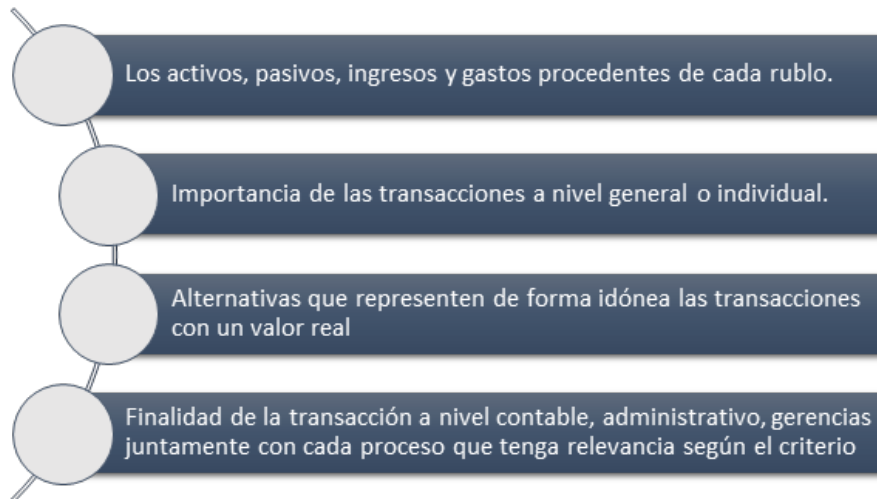 Los activos, pasivos, ingresos y gastos procedentes de cada rublo.
Importancia de las transacciones a nivel general o individual.
Alternativas que representen de forma idónea las transacciones
con un valor real
Finalidad de la transacción a nivel contable, administrativo, gerencias
juntamente con cada proceso que tenga relevancia según el criterio